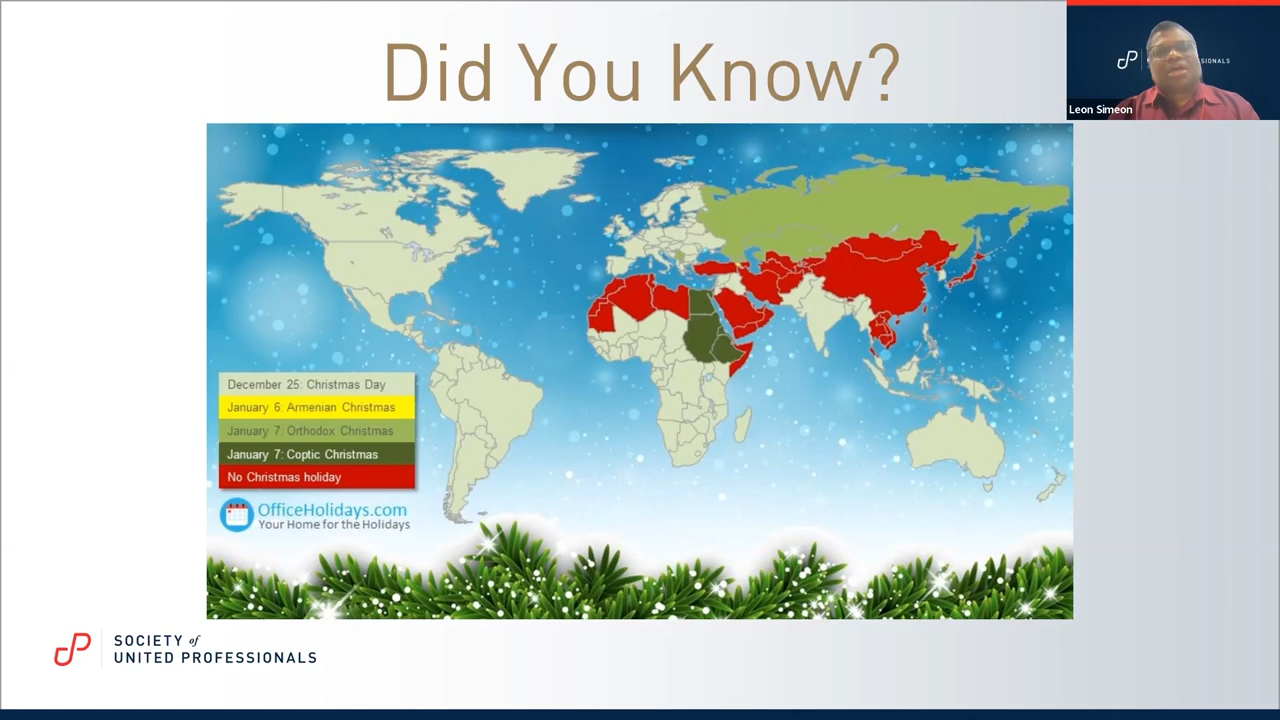 Did You Know?
SIONALS
Leon Simeon
December 25: Christmas Day
January 6: Armenian Christmas
January 7: Orthodox Christmas
January 7: Coptic Christmas
No Christmas holiday
OfficeHolidays.com
Your Home for the Holidays
SOCIETY of
UNITED PROFESSIONALS